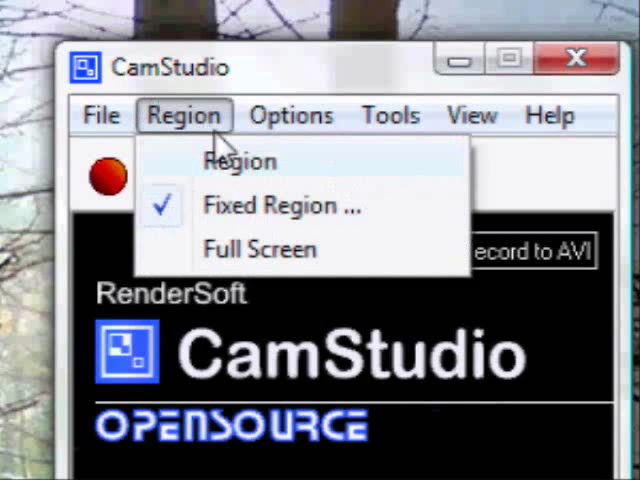 CamStudio
File Region Options Tools View Help
Region
Fixed Region ...
Full Screen
ecord to AVI
RenderSoft
CamStudio
OPENSOURCE